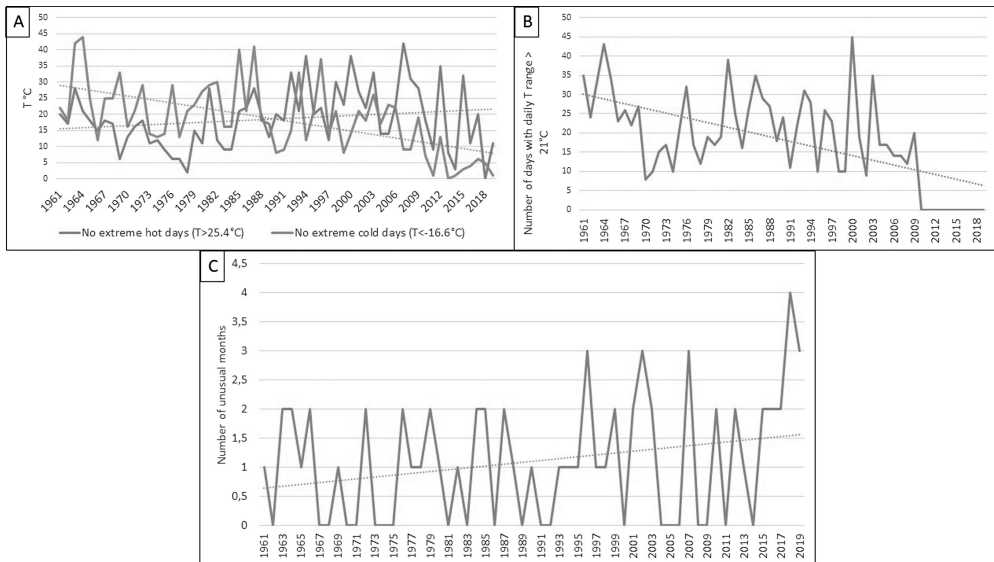 A
T °C
50
45
40
35
30
25
20
15
10
5
0
1961 1964 1967 1970 1973 1976 1979 1982 1985 1988 1991 1994 1997 2000 2003 2006 2009 2012 2015 2018
No extreme hot days (T>25.4°C) No extreme cold days (T<-16.6°C)
B
Number of days with daily T range >
21°C
50
45
40
35
30
25
20
15
10
5
0
1961 1964 1967 1970 1973 1976 1979 1982 1985 1988 1991 1994 1997 2000 2003 2006 2009 2012 2015 2018
C
Number of unusual months
4,5
4
3,5
3
2,5
2
1,5
1
0,5
0
1961 1963 1965 1967 1969 1971 1973 1975 1977 1979 1981 1983 1985 1987 1989 1991 1993 1995 1997 1999 2001 2003 2005 2007 2009 2011 2013 2015 2017 2019